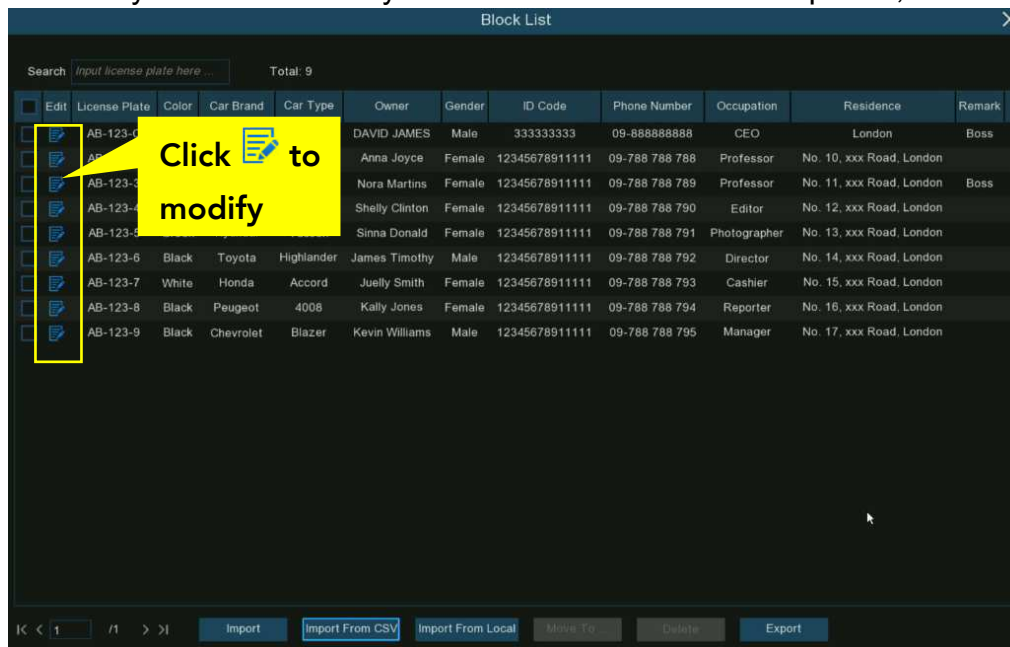 Block List
Search Input license plate here ... Total: 9
Edit License Plate Color Car Brand Car Type Owner Gender ID Code Phone Number Occupation Residence Remark
DAVID JAMES Male 333333333 09-888888888 CEO London Boss
Anna Joyce Female 12345678911111 09-788 788 788 Professor No. 10, xxx Road, London
AB-123-3 Nora Martins Female 12345678911111 09-788 788 789 Professor No. 11, xxx Road, London Boss
AB-123-4 Shelly Clinton Female 12345678911111 09-788 788 790 Editor No. 12, xxx Road, London
AB-123-5 Sinna Donald Female 12345678911111 09-788 788 791 Photographer No. 13, xxx Road, London
AB-123-6 Black Toyota Highlander James Timothy Male 12345678911111 09-788 788 792 Director No. 14, xxx Road, London
AB-123-7 White Honda Accord Juelly Smith Female 12345678911111 09-788 788 793 Cashier No. 15, xxx Road, London
AB-123-8 Black Peugeot 4008 Kally Jones Female 12345678911111 09-788 788 794 Reporter No. 16, xxx Road, London
AB-123-9 Black Chevrolet Blazer Kevin Williams Male 12345678911111 09-788 788 795 Manager No. 17, xxx Road, London
Click to
modify
1 /1 Import Import From CSV Import From Local Move To ... Delete Export